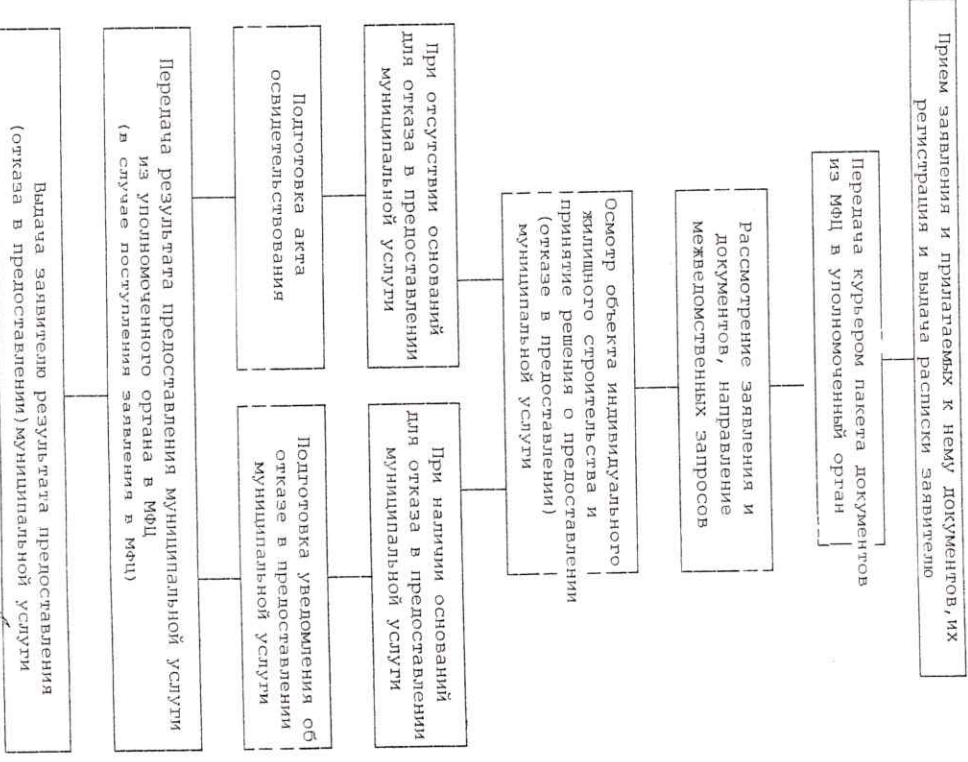 Прием заявления и прилагаемых к нему документов, их
регистрация и выдача расписки заявителю
Передача курьером пакета документов
из МФЦ в уполномоченный орган
Рассмотрение заявления и
документов, направление
межведомственных запросов
Осмотр объекта индивидуального
жилищного строительства и
принятие решения о предоставлении
(отказе в предоставлении)
муниципальной услуги
При отсутствии оснований
для отказа в предоставлении
муниципальной услуги
При наличии оснований
для отказа в предоставлении
муниципальной услуги
Подготовка акта
освидетельствования
Подготовка уведомления об
отказе в предоставлении
муниципальной услуги
Передача результата предоставления муниципальной услуги
из уполномоченного органа в МФЦ
(в случае поступления заявления в МФЦ)
Выдача заявителю результата предоставления
(отказа в предоставлении)муниципальной услуги